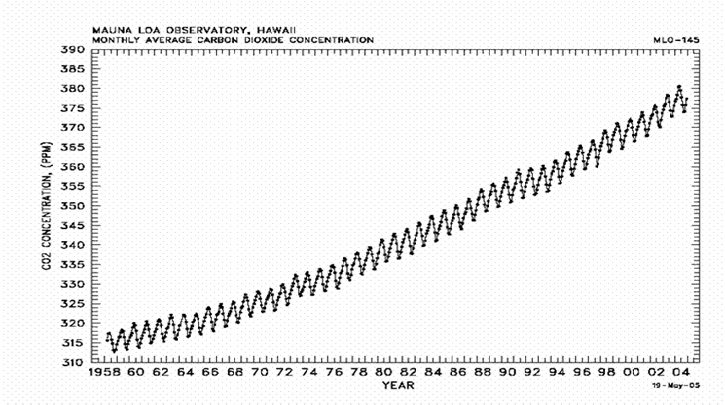 MAUNA LOA OBSERVATORY, HAWAII
MONTHLY AVERAGE CARBON DIOXIDE CONCENTRATION
MLO-145
390
385
380
375
370
365
360
355
350
345
340
335
330
325
320
315
310
CO2 CONCENTRATION, (PPM)
1958 60 62 64 66 68 70 72 74 76 78 80 82 84 86 88 90 92 94 96 98 00 02 04
YEAR
19-May-05